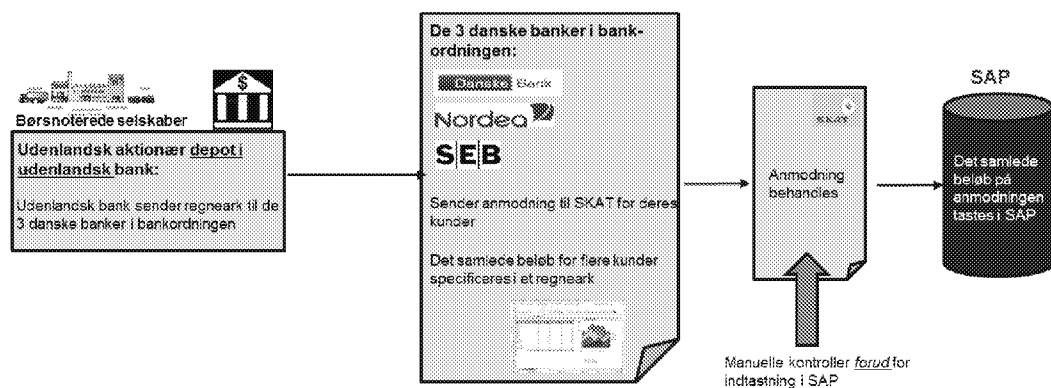 Børsnoterede selskaber
$
Udenlandsk aktionær depot i
udenlandsk bank:
Udenlandsk bank sender regneark til de
3 danske banker i bankordningen
De 3 danske banker i bank-
ordningen:
Danske Bank
Nordea
SEB
Sender anmodning til SKAT for deres
kunder
Det samlede beløb for flere kunder
specificeres i et regneark
SKAT
Anmodning
behandles
Manuelle kontroller forud for
indtastning i SAP
SAP
Det samlede
beløb på
anmodningen
tastes i SAP